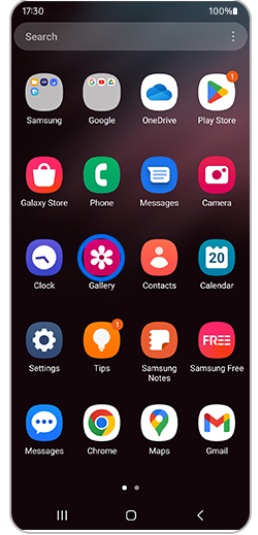 17:30 100%
Search
Samsung Google OneDrive Play Store
1
Galaxy Store Phone Messages Camera
20
Clock Gallery Contacts Calendar
1
FREE
Settings Tips Samsung Notes Samsung Free
Messages Chrome Maps Gmail